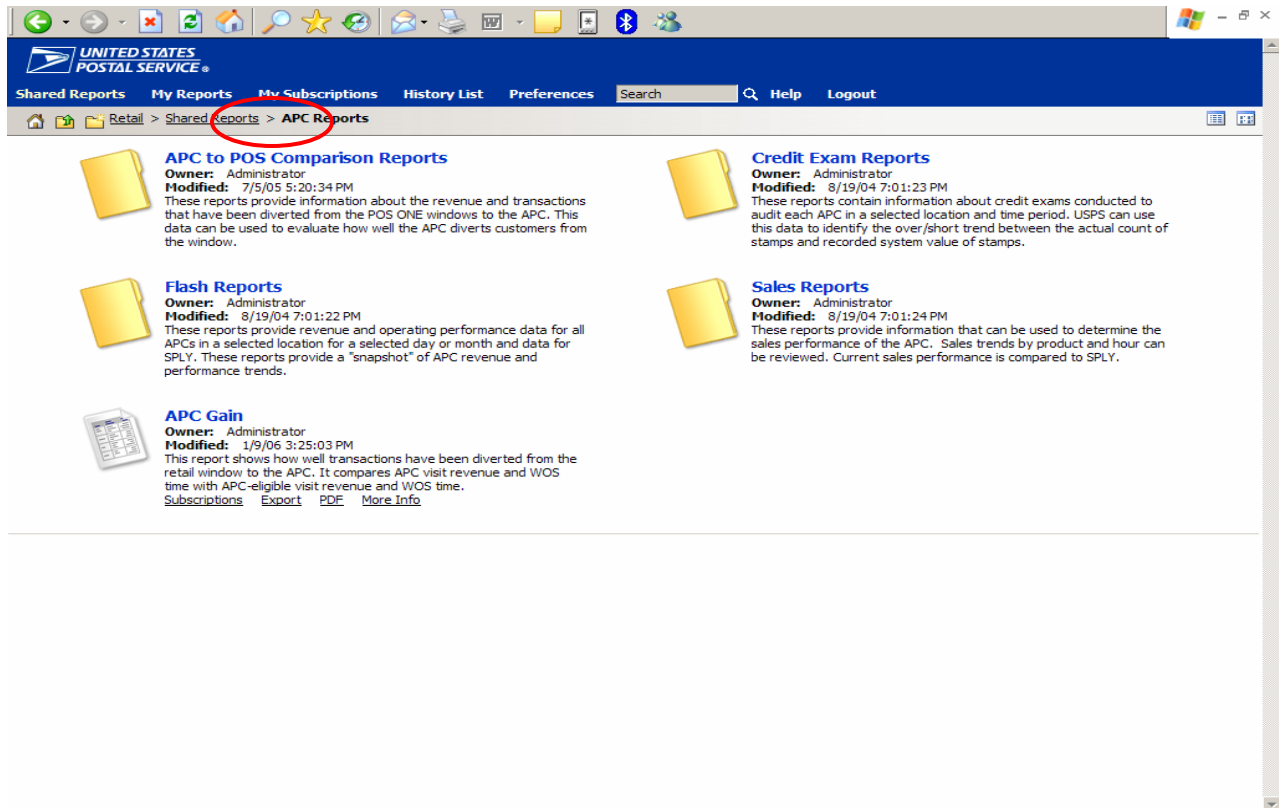 UNITED STATES
POSTAL SERVICE ®
Shared Reports My Reports My Subscriptions History List Preferences Search Help Logout
Retail > Shared Reports > APC Reports
APC to POS Comparison Reports
Owner: Administrator
Modified: 7/5/05 5:20:34 PM
These reports provide information about the revenue and transactions
that have been diverted from the POS ONE windows to the APC. This
data can be used to evaluate how well the APC diverts customers from
the window.
Credit Exam Reports
Owner: Administrator
Modified: 8/19/04 7:01:23 PM
These reports contain information about credit exams conducted to
audit each APC in a selected location and time period. USPS can use
this data to identify the over/short trend between the actual count of
stamps and recorded system value of stamps.
Flash Reports
Owner: Administrator
Modified: 8/19/04 7:01:22 PM
These reports provide revenue and operating performance data for all
APCs in a selected location for a selected day or month and data for
SPLY. These reports provide a "snapshot" of APC revenue and
performance trends.
Sales Reports
Owner: Administrator
Modified: 8/19/04 7:01:24 PM
These reports provide information that can be used to determine the
sales performance of the APC. Sales trends by product and hour can
be reviewed. Current sales performance is compared to SPLY.
APC Gain
Owner: Administrator
Modified: 1/9/06 3:25:03 PM
This report shows how well transactions have been diverted from the
retail window to the APC. It compares APC visit revenue and WOS
time with APC-eligible visit revenue and WOS time.
Subscriptions Export PDF More Info